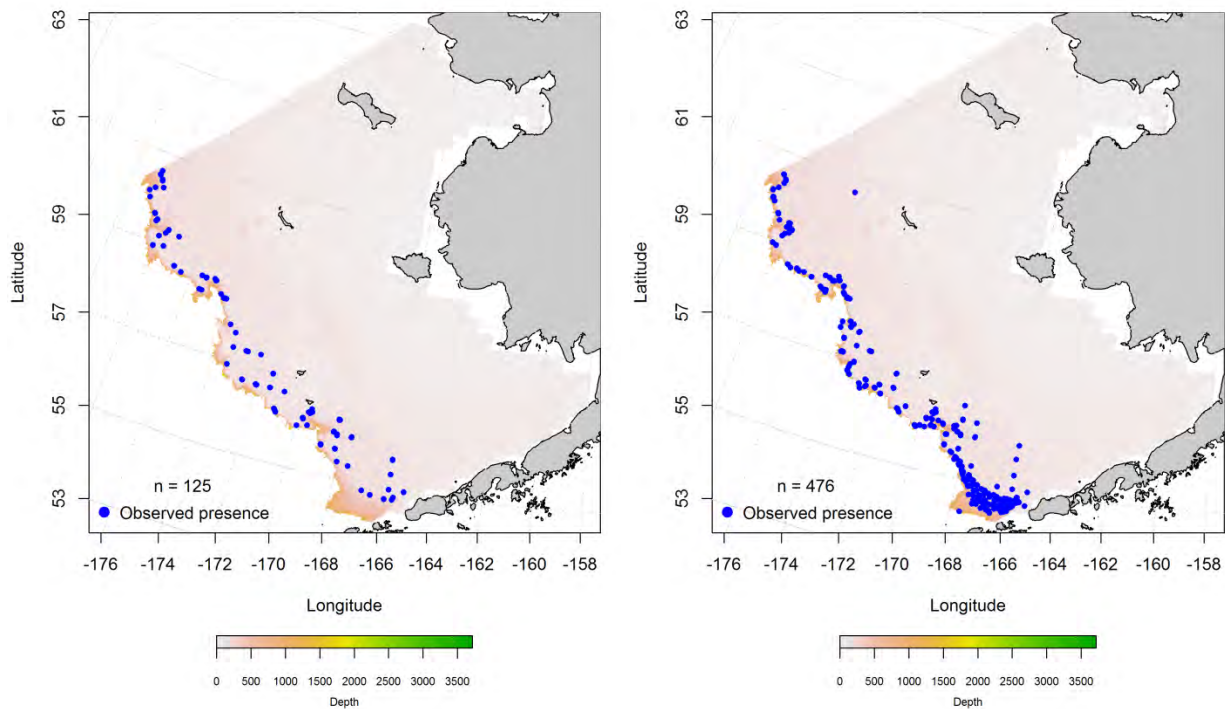 63
61
59
57
55
53
Latitude
n = 125
Observed presence
-176 -174 -172 -170 -168 -166 -164 -162 -160 -158
Longitude
0 500 1000 1500 2000 2500 3000 3500
Depth
63
61
59
57
55
53
Latitude
n = 476
Observed presence
-176 -174 -172 -170 -168 -166 -164 -162 -160 -158
Longitude
0 500 1000 1500 2000 2500 3000 3500
Depth